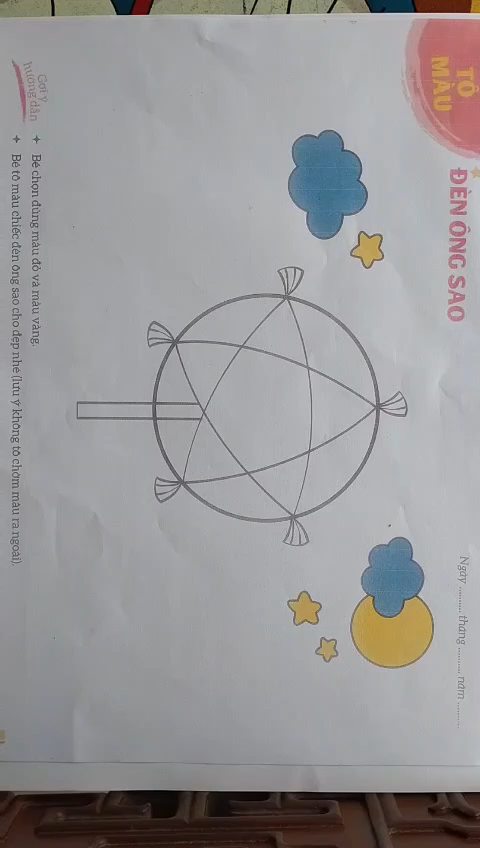 TÔ
MÀU
ĐÈN ÔNG SAO
Ngày .......... tháng .......... năm ..........
Gợi ý
hướng dẫn
Bé chọn đúng màu đỏ và màu vàng.
Bé tô màu chiếc đèn ông sao cho đẹp nhé (lưu ý không tô chờm màu ra ngoài).